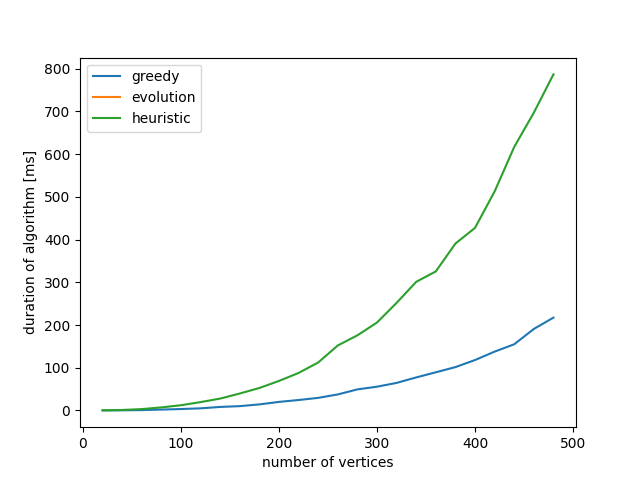 greedy
evolution
heuristic
duration of algorithm [ms]
800
700
600
500
400
300
200
100
0
0 100 200 300 400 500
number of vertices